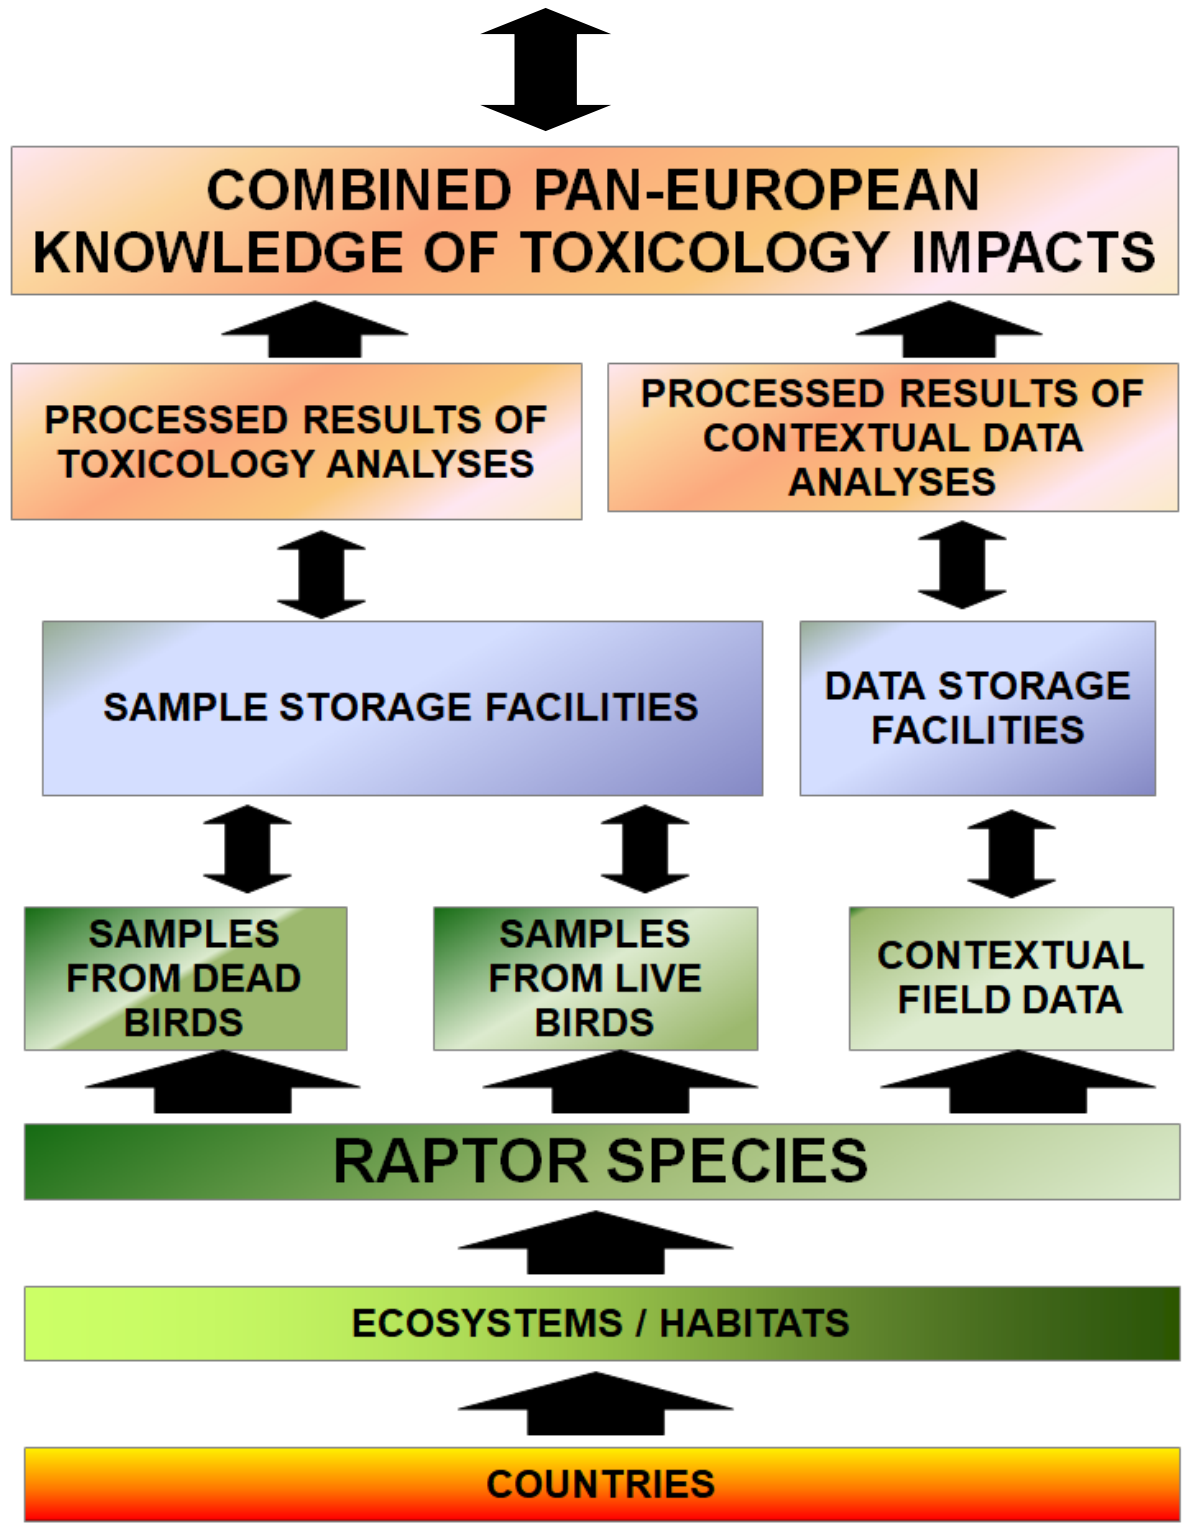 COMBINED PAN-EUROPEAN
KNOWLEDGE OF TOXICOLOGY IMPACTS
PROCESSED RESULTS OF
TOXICOLOGY ANALYSES
PROCESSED RESULTS OF
CONTEXTUAL DATA
ANALYSES
SAMPLE STORAGE FACILITIES
DATA STORAGE
FACILITIES
SAMPLES
FROM DEAD
BIRDS
SAMPLES
FROM LIVE
BIRDS
CONTEXTUAL
FIELD DATA
RAPTOR SPECIES
ECOSYSTEMS / HABITATS
COUNTRIES